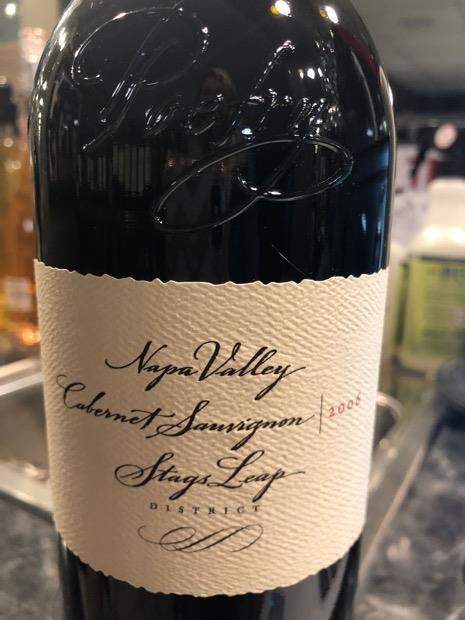 Napa Valley
Cabernet Sauvignon | 2006
Stags Leap
DISTRICT